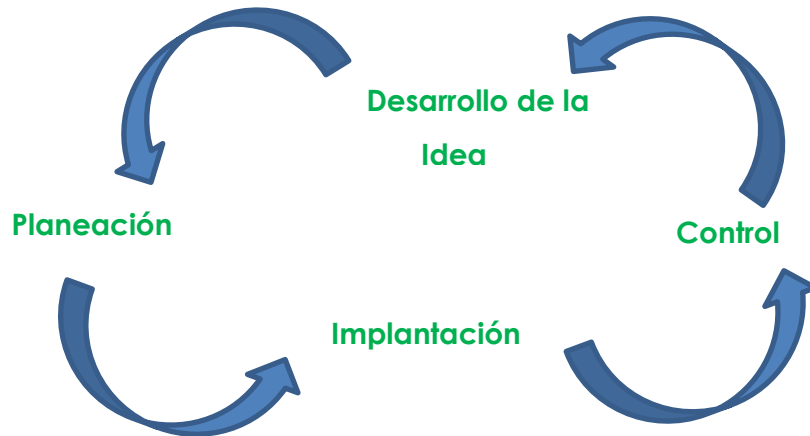 Desarrollo de la
Idea
Planeación
Control
Implantación